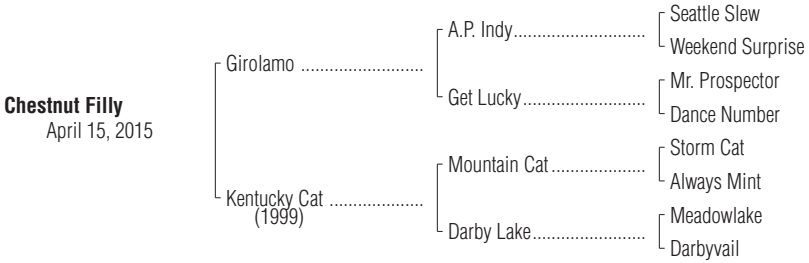 Seattle Slew
A.P. Indy..............................
Weekend Surprise
Girolamo ...........................
Mr. Prospector
Get Lucky...........................
Dance Number
Chestnut Filly
April 15, 2015
Storm Cat
Mountain Cat.....................
Always Mint
Kentucky Cat .....................
(1999)
Meadowlake
Darby Lake.........................
Darbyvail